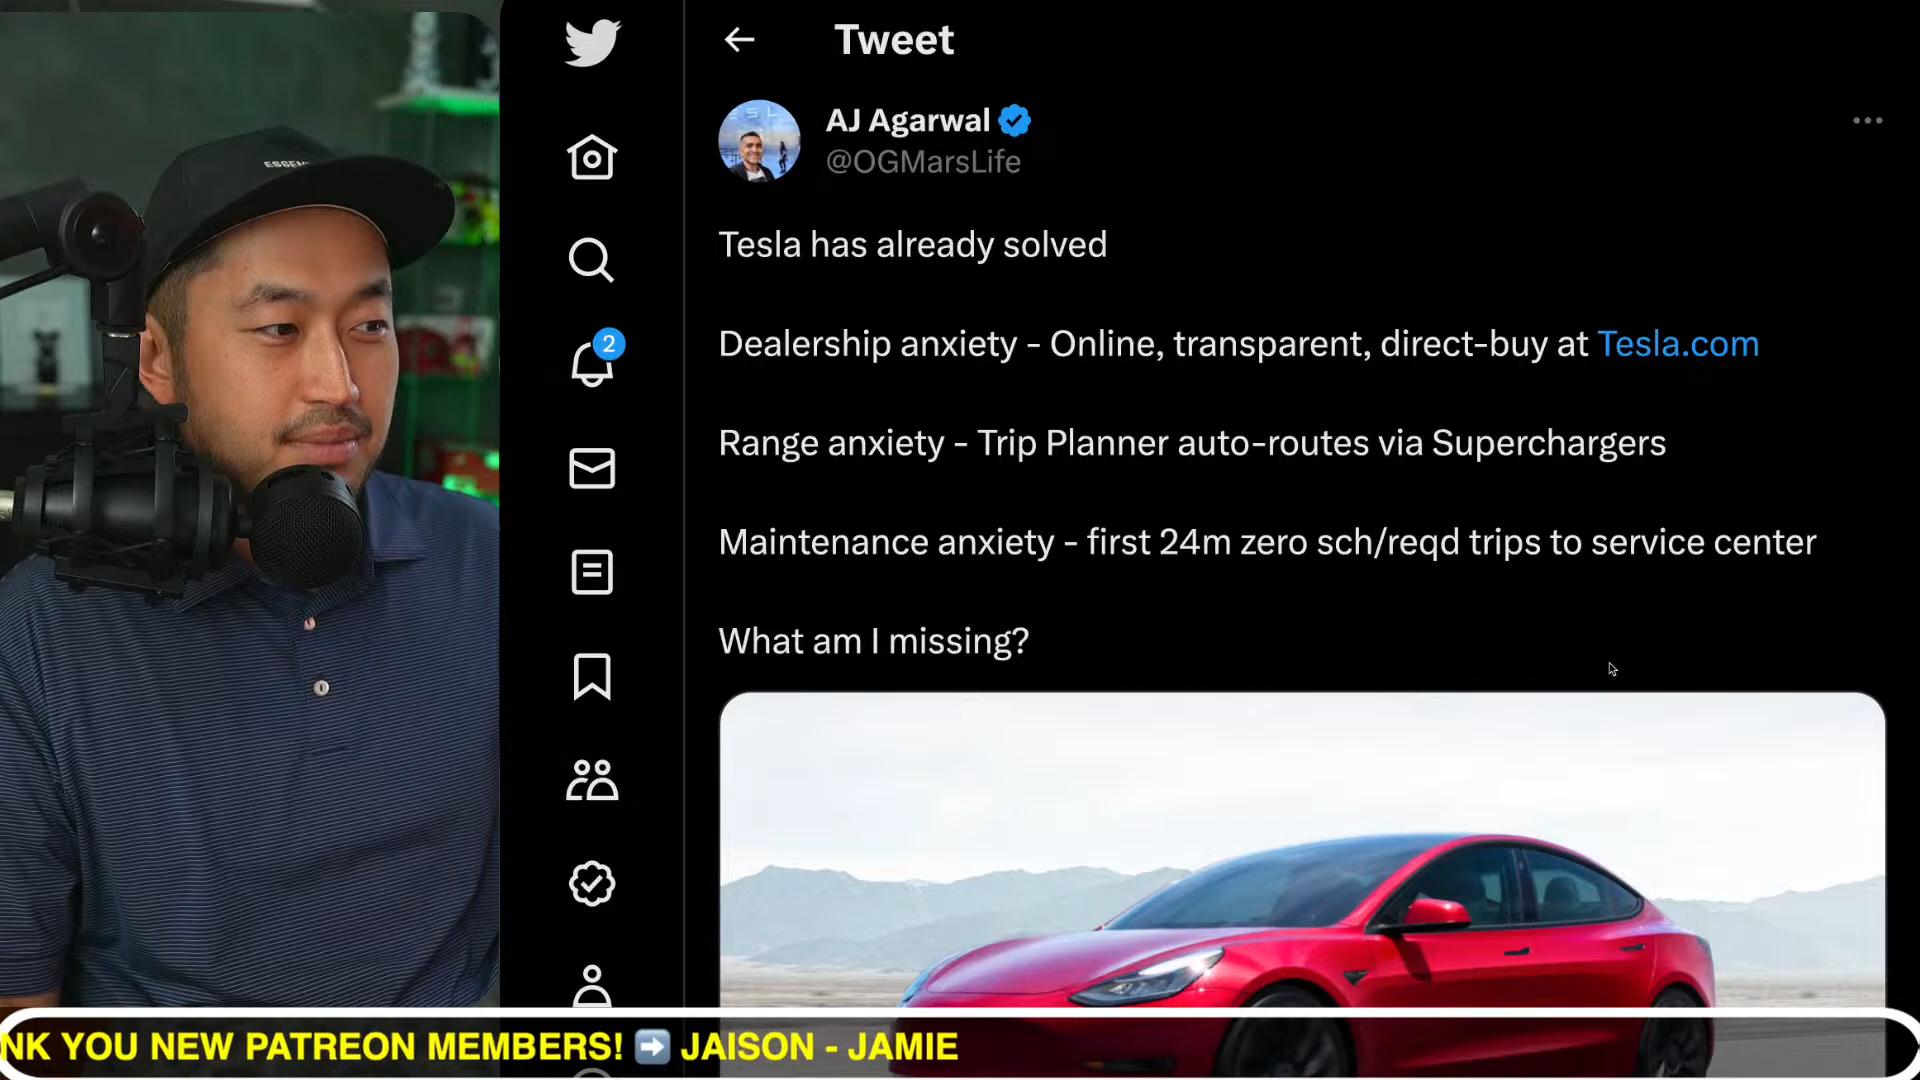 Tweet
AJ Agarwal
@OGMarsLife
Tesla has already solved
Dealership anxiety - Online, transparent, direct-buy at Tesla.com
Range anxiety - Trip Planner auto-routes via Superchargers
Maintenance anxiety - first 24m zero sch/reqd trips to service center
What am I missing?
2
NK YOU NEW PATREON MEMBERS! ➡️ JAISON - JAMIE